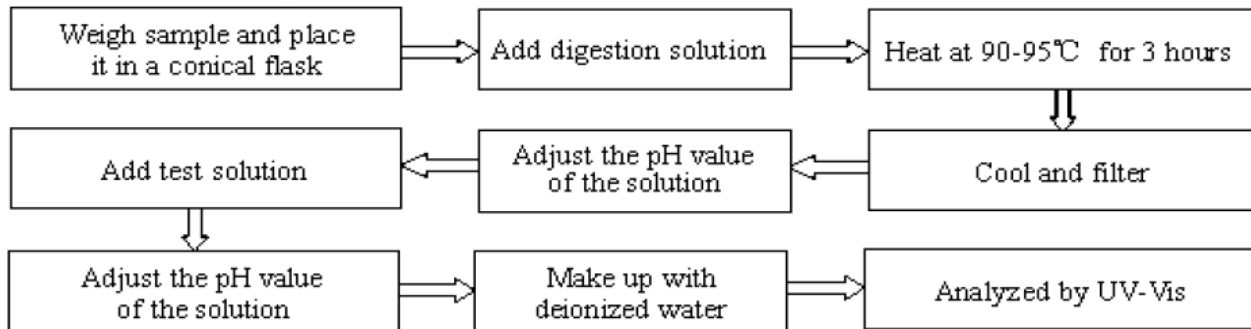 Weigh sample and place
it in a conical flask
Add digestion solution
Heat at 90-95℃ for 3 hours
Cool and filter
Adjust the pH value
of the solution
Add test solution
Adjust the pH value
of the solution
Make up with
deionized water
Analyzed by UV-Vis